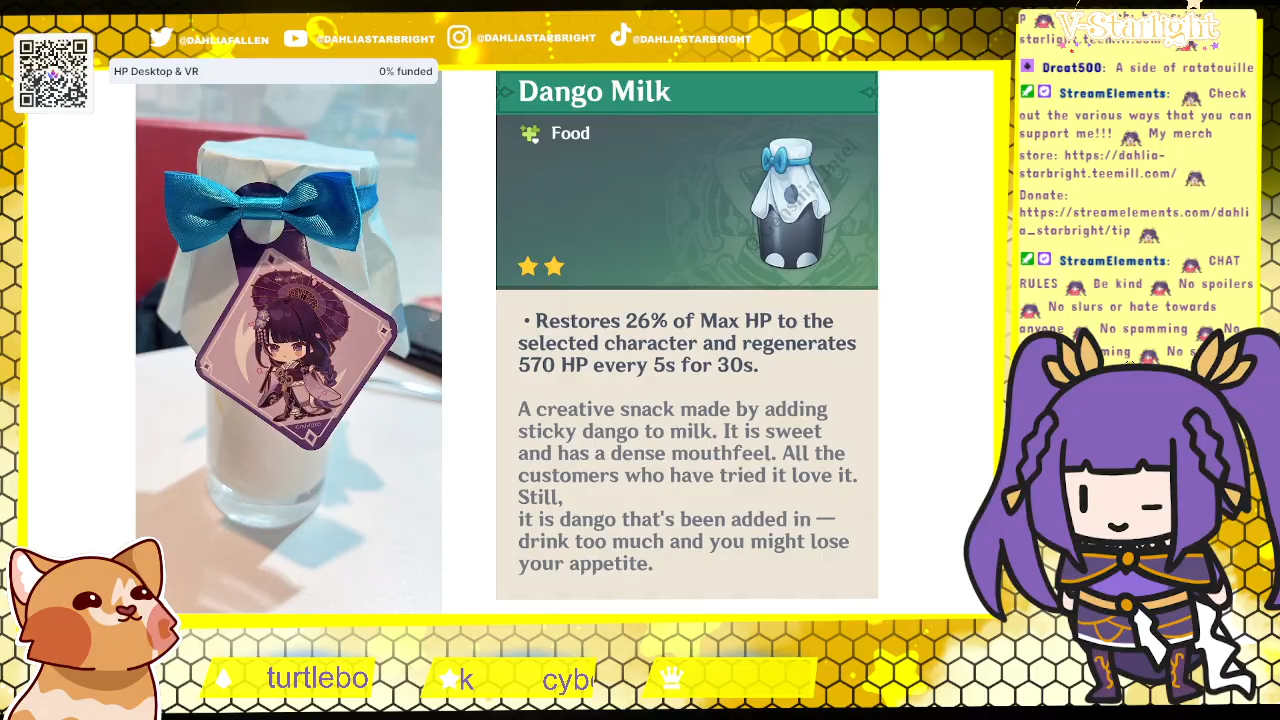 @DAHLIAFALLEN
@DAHLIASTARBRIGHT
@DAHLIASTARBRIGHT
@DAHLIASTARBRIGHT
HP Desktop & VR
0% funded
Dango Milk
Food
• Restores 26% of Max HP to the
selected character and regenerates
570 HP every 5s for 30s.
A creative snack made by adding
sticky dango to milk. It is sweet
and has a dense mouthfeel. All the
customers who have tried it love it.
Still,
it is dango that's been added in —
drink too much and you might lose
your appetite.
V-Starlight
Drcat500: A side of ratatouille
StreamElements: Check
out the various ways that you can
support me!!! My merch
store: https://dahlia-
starbright.teemill.com/
Donate:
https://streamelements.com/dahli
a_starbright/tip
StreamElements: CHAT
RULES Be kind No spoilers
No slurs or hate towards
anyone No spamming No
turtlebo
k cyb